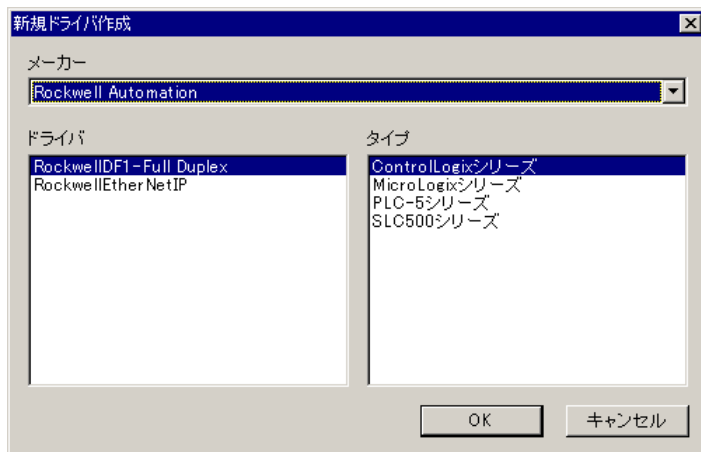 新規ドライバ作成
メーカー
Rockwell Automation
ドライバ
RockwellDF1-Full Duplex
RockwellEtherNetIP
タイプ
ControlLogixシリーズ
MicroLogixシリーズ
PLC-5シリーズ
SLC500シリーズ
OK
キャンセル